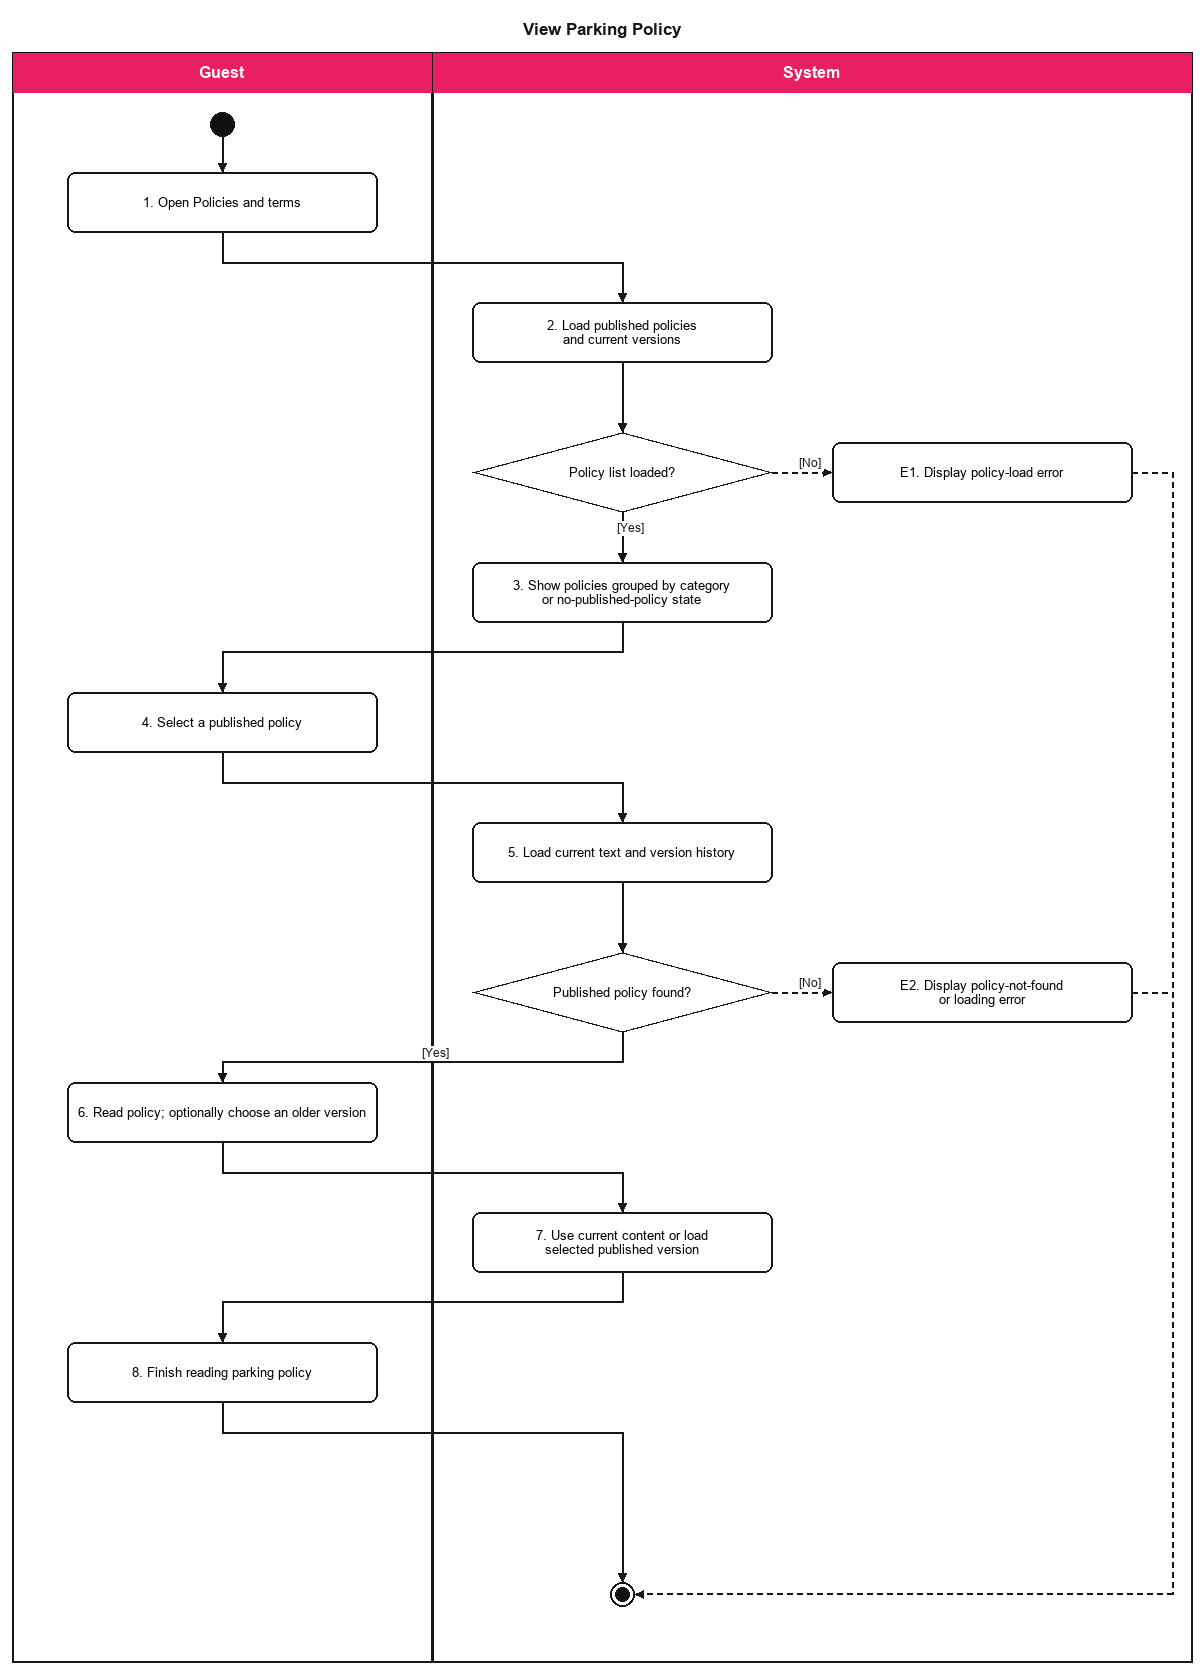 View Parking Policy
Guest
System
1. Open Policies and terms
2. Load published policies
and current versions
Policy list loaded?
[No]
E1. Display policy-load error
[Yes]
3. Show policies grouped by category
or no-published-policy state
4. Select a published policy
5. Load current text and version history
Published policy found?
[No]
E2. Display policy-not-found
or loading error
[Yes]
6. Read policy; optionally choose an older version
7. Use current content or load
selected published version
8. Finish reading parking policy